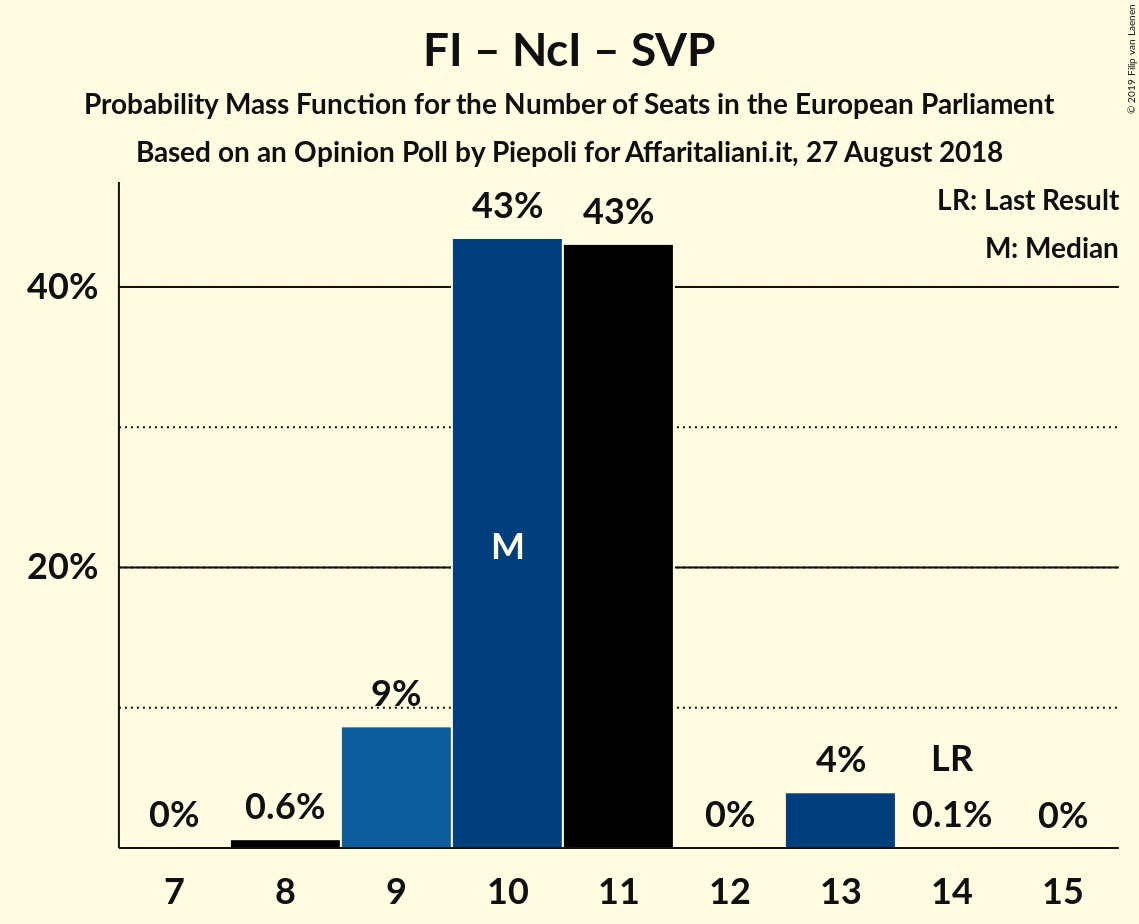 FI – NcI – SVP
Probability Mass Function for the Number of Seats in the European Parliament
Based on an Opinion Poll by Piepoli for Affaritaliani.it, 27 August 2018
© 2019 Filip van Laenen
LR: Last Result
M: Median
43%
43%
40%
M
20%
9%
4%
LR
0%
0.6%
0%
0.1%
0%
7 8 9 10 11 12 13 14 15